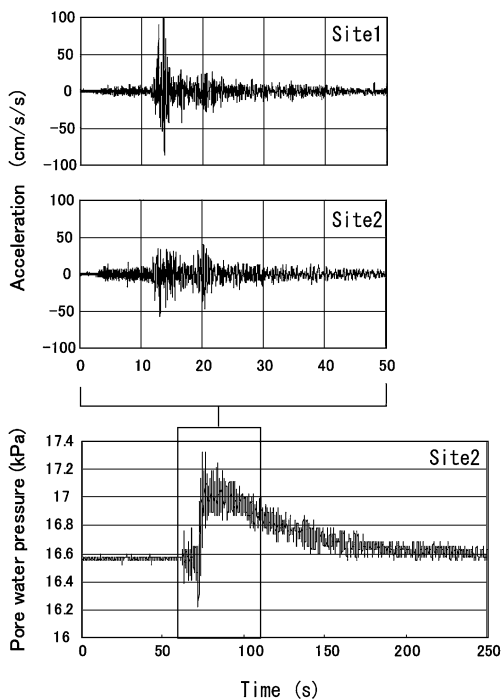 Acceleration (cm/s/s)
100
50
0
-50
-100
Site1
100
50
0
-50
-100
Site2
0 10 20 30 40 50
Pore water pressure (kPa)
17.4
17.2
17
16.8
16.6
16.4
16.2
16
Site2
0 50 100 150 200 250
Time (s)